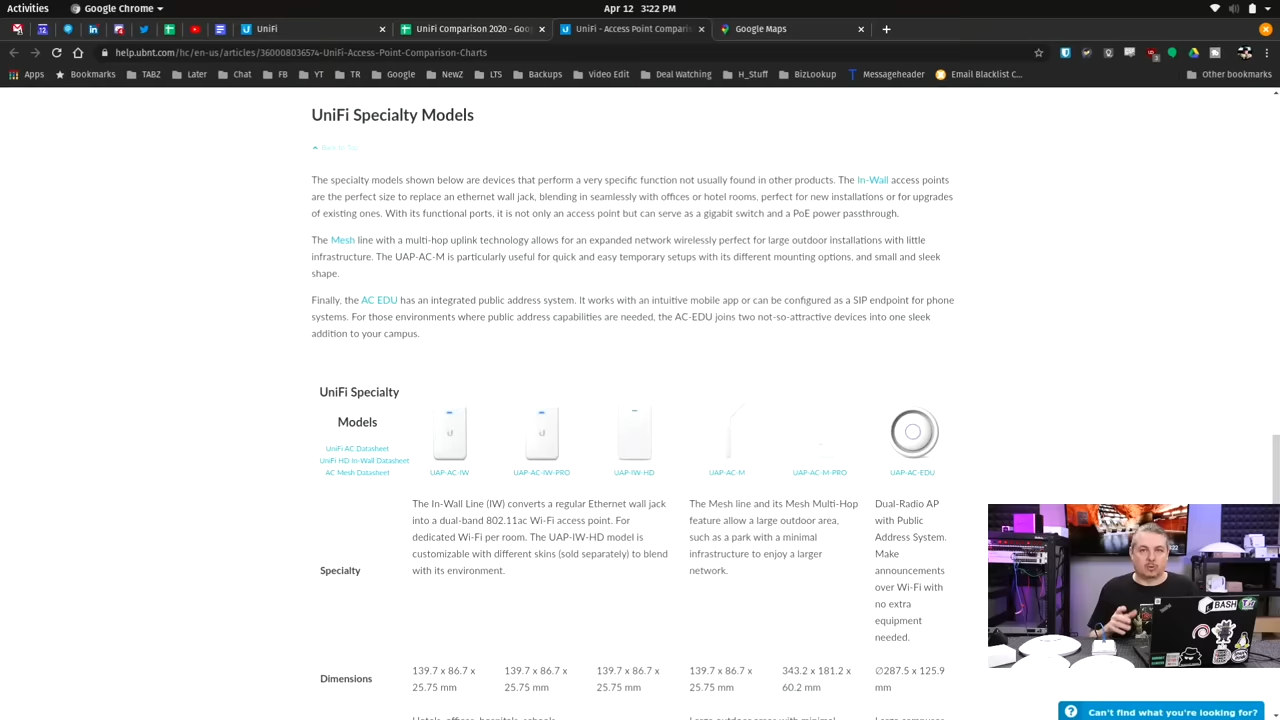 Activities
Google Chrome
Apr 12 3:22 PM
UniFi
UniFi Comparison 2020 - Goo
UniFi - Access Point Comparis
Google Maps
help.ubnt.com/hc/en-us/articles/360008036574-UniFi-Access-Point-Comparison-Charts
Apps
Bookmarks
TABZ
Later
Chat
FB
YT
TR
Google
NewZ
LTS
Backups
Video Edit
Deal Watching
H_Stuff
BizLookup
Messageheader
Email Blacklist C...
Other bookmarks
UniFi Specialty Models
Back to Top
The specialty models shown below are devices that perform a very specific function not usually found in other products. The In-Wall access points
are the perfect size to replace an ethernet wall jack, blending in seamlessly with offices or hotel rooms, perfect for new installations or for upgrades
of existing ones. With its functional ports, it is not only an access point but can serve as a gigabit switch and a PoE power passthrough.
The Mesh line with a multi-hop uplink technology allows for an expanded network wirelessly perfect for large outdoor installations with little
infrastructure. The UAP-AC-M is particularly useful for quick and easy temporary setups with its different mounting options, and small and sleek
shape.
Finally, the AC EDU has an integrated public address system. It works with an intuitive mobile app or can be configured as a SIP endpoint for phone
systems. For those environments where public address capabilities are needed, the AC-EDU joins two not-so-attractive devices into one sleek
addition to your campus.
UniFi Specialty
Models
UniFi AC Datasheet
UniFi HD In-Wall Datasheet
AC Mesh Datasheet
UAP-AC-IW
UAP-AC-IW-PRO
UAP-IW-HD
UAP-AC-M
UAP-AC-M-PRO
UAP-AC-EDU
Specialty
The In-Wall Line (IW) converts a regular Ethernet wall jack
into a dual-band 802.11ac Wi-Fi access point. For
dedicated Wi-Fi per room. The UAP-IW-HD model is
customizable with different skins (sold separately) to blend
with its environment.
The Mesh line and its Mesh Multi-Hop
feature allow a large outdoor area,
such as a park with a minimal
infrastructure to enjoy a larger
network.
Dual-Radio AP
with Public
Address System.
Make
announcements
over Wi-Fi with
no extra
equipment
needed.
Dimensions
139.7 x 86.7 x
25.75 mm
139.7 x 86.7 x
25.75 mm
139.7 x 86.7 x
25.75 mm
139.7 x 86.7 x
25.75 mm
343.2 x 181.2 x
60.2 mm
∅287.5 x 125.9
mm
BASH
Can't find what you're looking for?